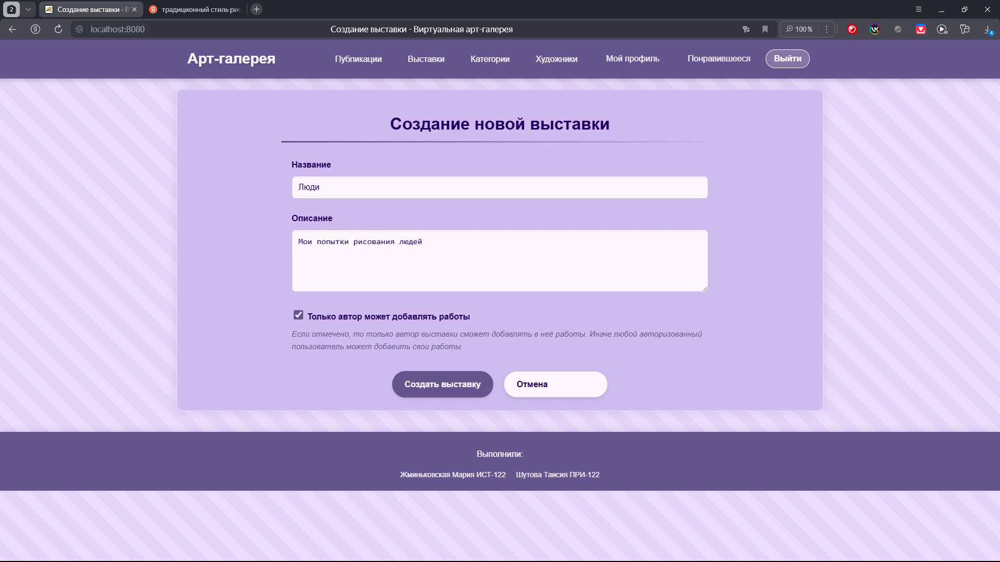 2
Создание выставки - В
традиционный стиль рис
localhost:8080
Создание выставки - Виртуальная арт-галерея
100 %
4
Арт-галерея
Публикации
Выставки
Категории
Художники
Мой профиль
Понравившееся
Выйти
Создание новой выставки
Название
Люди
Описание
Мои попытки рисования людей
Только автор может добавлять работы
Если отмечено, то только автор выставки сможет добавлять в неё работы. Иначе любой авторизованный
пользователь может добавить свои работы.
Создать выставку
Отмена
Выполнили:
Жминьковская Мария ИСТ-122
Шутова Таисия ПРИ-122